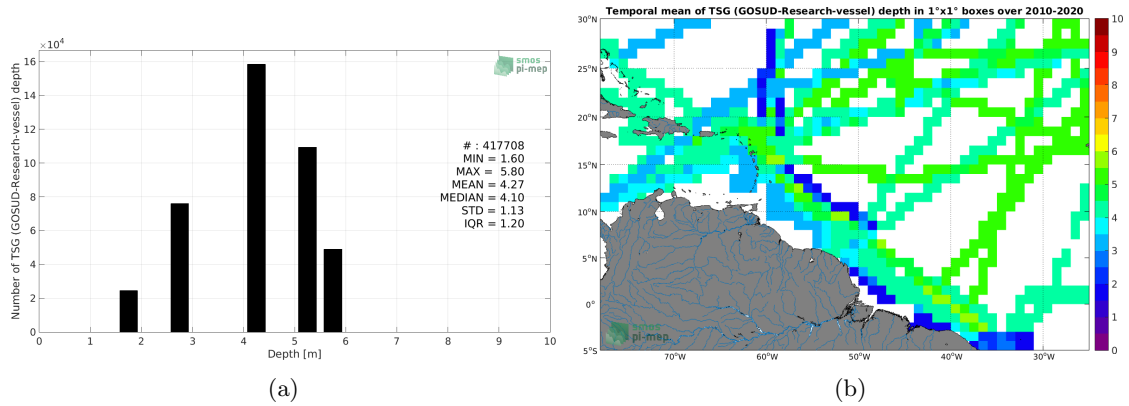 ×10⁴
16
14
12
10
8
6
4
2
0
Number of TSG (GOSUD-Research-vessel) depth
0 1 2 3 4 5 6 7 8 9 10
Depth [m]
smos
pi-mep
# : 417708
MIN = 1.60
MAX = 5.80
MEAN = 4.27
MEDIAN = 4.10
STD = 1.13
IQR = 1.20
(a)
Temporal mean of TSG (GOSUD-Research-vessel) depth in 1°x1° boxes over 2010-2020
30°N
25°N
20°N
15°N
10°N
5°N
0°
5°S
70°W 60°W 50°W 40°W 30°W
smos
pi-mep
10
9
8
7
6
5
4
3
2
1
0
(b)